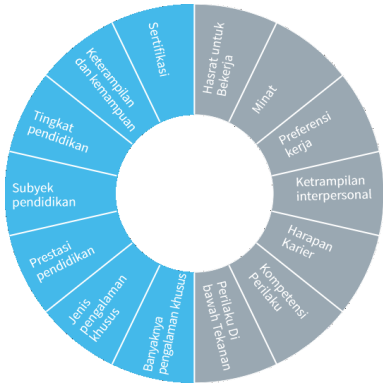 Hasrat untuk
Bekerja
Minat
Preferensi
kerja
Ketrampilan
interpersonal
Harapan
Karier
Kompetensi
Perilaku
Perilaku Di
bawah Tekanan
Banyaknya
pengalaman khusus
Jenis
pengalaman
khusus
Prestasi
pendidikan
Subyek
pendidikan
Tingkat
pendidikan
Keterampilan
dan kemampuan
Sertifikasi